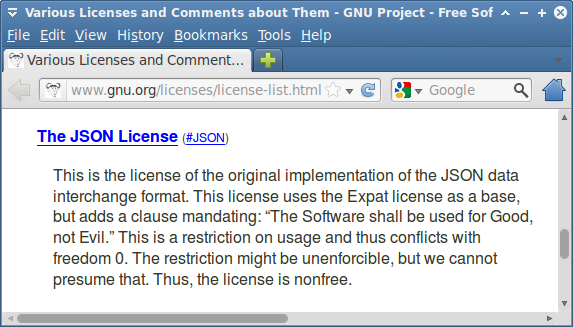 Various Licenses and Comments about Them - GNU Project - Free Sof
File Edit View History Bookmarks Tools Help
Various Licenses and Comment...
www.gnu.org/licenses/license-list.html
Google
The JSON License (#JSON)
This is the license of the original implementation of the JSON data
interchange format. This license uses the Expat license as a base,
but adds a clause mandating: “The Software shall be used for Good,
not Evil.” This is a restriction on usage and thus conflicts with
freedom 0. The restriction might be unenforcible, but we cannot
presume that. Thus, the license is nonfree.